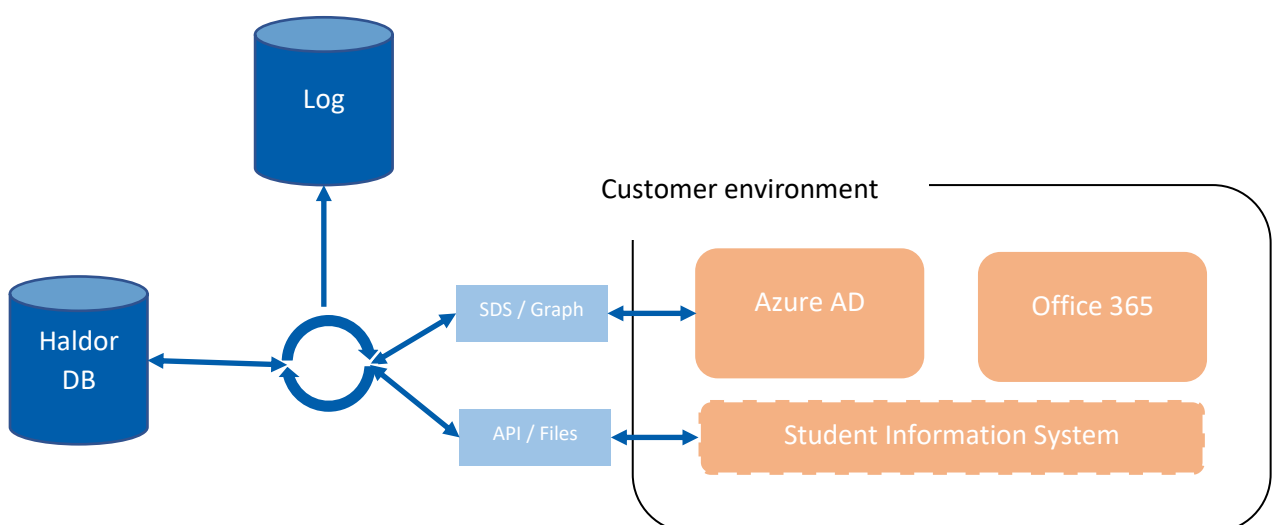 Log
Customer environment
Azure AD
Office 365
SDS / Graph
Haldor
DB
API / Files
Student Information System